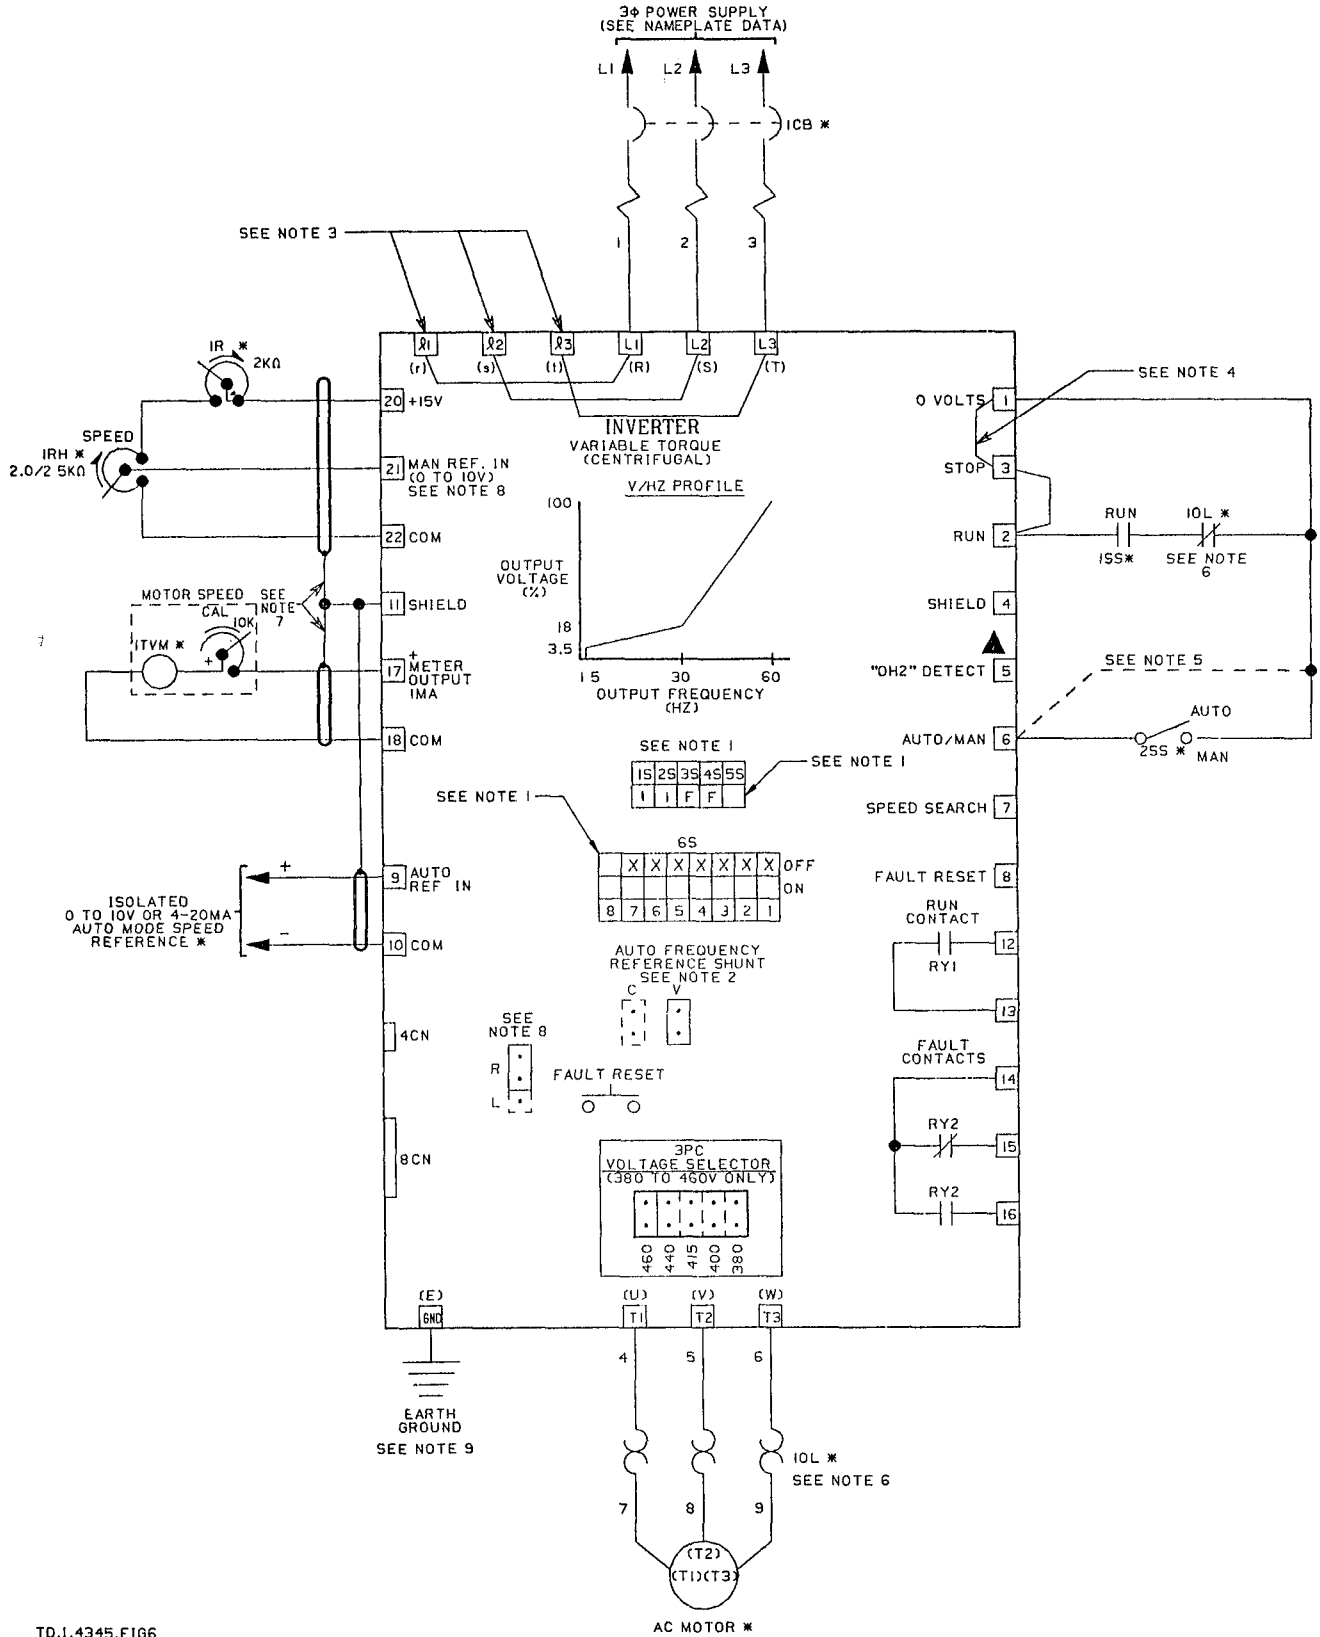 3ϕ POWER SUPPLY
(SEE NAMEPLATE DATA)
L1
L2
L3
1CB *
SEE NOTE 3
1
2
3
ℓ1
ℓ2
ℓ3
L1
L2
L3
(r)
(s)
(t)
(R)
(S)
(T)
1R *
2KΩ
20 +15V
SPEED
1RH *
2.0/2 5KΩ
21 MAN REF. IN
(0 TO 10V)
SEE NOTE 8
22 COM
INVERTER
VARIABLE TORQUE
(CENTRIFUGAL)
V/HZ PROFILE
100
OUTPUT
VOLTAGE
(%)
18
3.5
1 5
30
60
OUTPUT FREQUENCY
(HZ)
0 VOLTS 1
SEE NOTE 4
STOP 3
RUN 2
RUN
1SS*
10L *
SEE NOTE
6
SHIELD 4
"OH2" DETECT 5
SEE NOTE 5
AUTO/MAN 6
AUTO
2SS *
MAN
SPEED SEARCH 7
FAULT RESET 8
RUN
CONTACT
12
RY1
13
FAULT
CONTACTS
14
RY2
15
RY2
16
MOTOR SPEED
SEE
NOTE
7
CAL
10K
1TVM *
+
11 SHIELD
+
17 METER
OUTPUT
1MA
18 COM
SEE NOTE 1
1S 2S 3S 4S 5S
1 1 F F
SEE NOTE 1
SEE NOTE 1
6S
X X X X X X X OFF
ON
8 7 6 5 4 3 2 1
+
9 AUTO
REF IN
ISOLATED
0 TO 10V OR 4-20MA
AUTO MODE SPEED
REFERENCE *
-
10 COM
AUTO FREQUENCY
REFERENCE SHUNT
SEE NOTE 2
C
V
4CN
SEE
NOTE 8
R
L
FAULT RESET
8CN
3PC
VOLTAGE SELECTOR
(380 TO 460V ONLY)
460
440
415
400
380
(E)
GND
(U)
(V)
(W)
T1
T2
T3
4
5
6
EARTH
GROUND
SEE NOTE 9
10L *
SEE NOTE 6
7
8
9
(T2)
(T1)(T3)
AC MOTOR *
TD.1.4345.FIG6